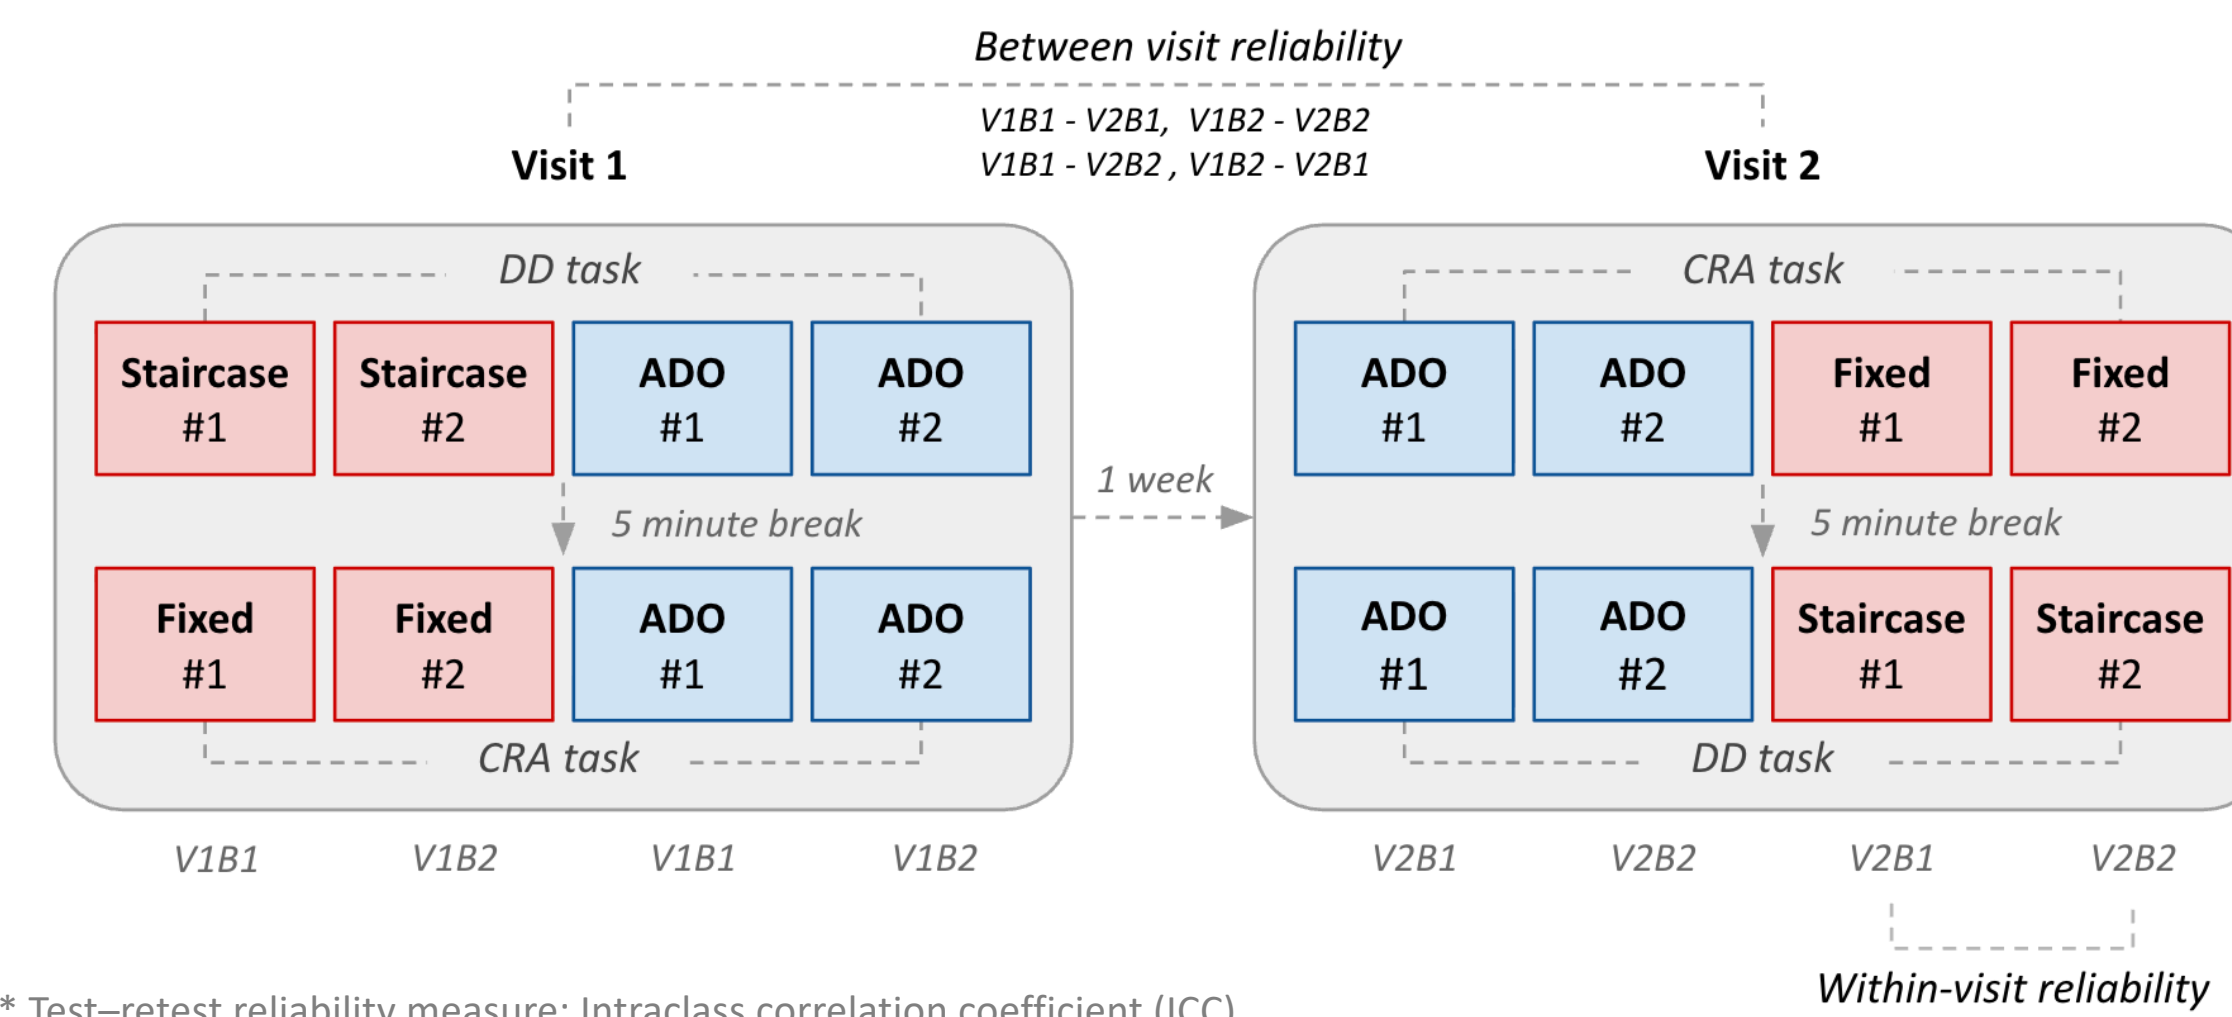 Between visit reliability
V1B1 - V2B1, V1B2 - V2B2
V1B1 - V2B2 , V1B2 - V2B1
Visit 1
Visit 2
DD task
Staircase #1
Staircase #2
ADO #1
ADO #2
5 minute break
Fixed #1
Fixed #2
ADO #1
ADO #2
CRA task
V1B1
V1B2
V1B1
V1B2
1 week
CRA task
ADO #1
ADO #2
Fixed #1
Fixed #2
5 minute break
ADO #1
ADO #2
Staircase #1
Staircase #2
DD task
V2B1
V2B2
V2B1
V2B2
Within-visit reliability
* Test–retest reliability measure: Intraclass correlation coefficient (ICC)